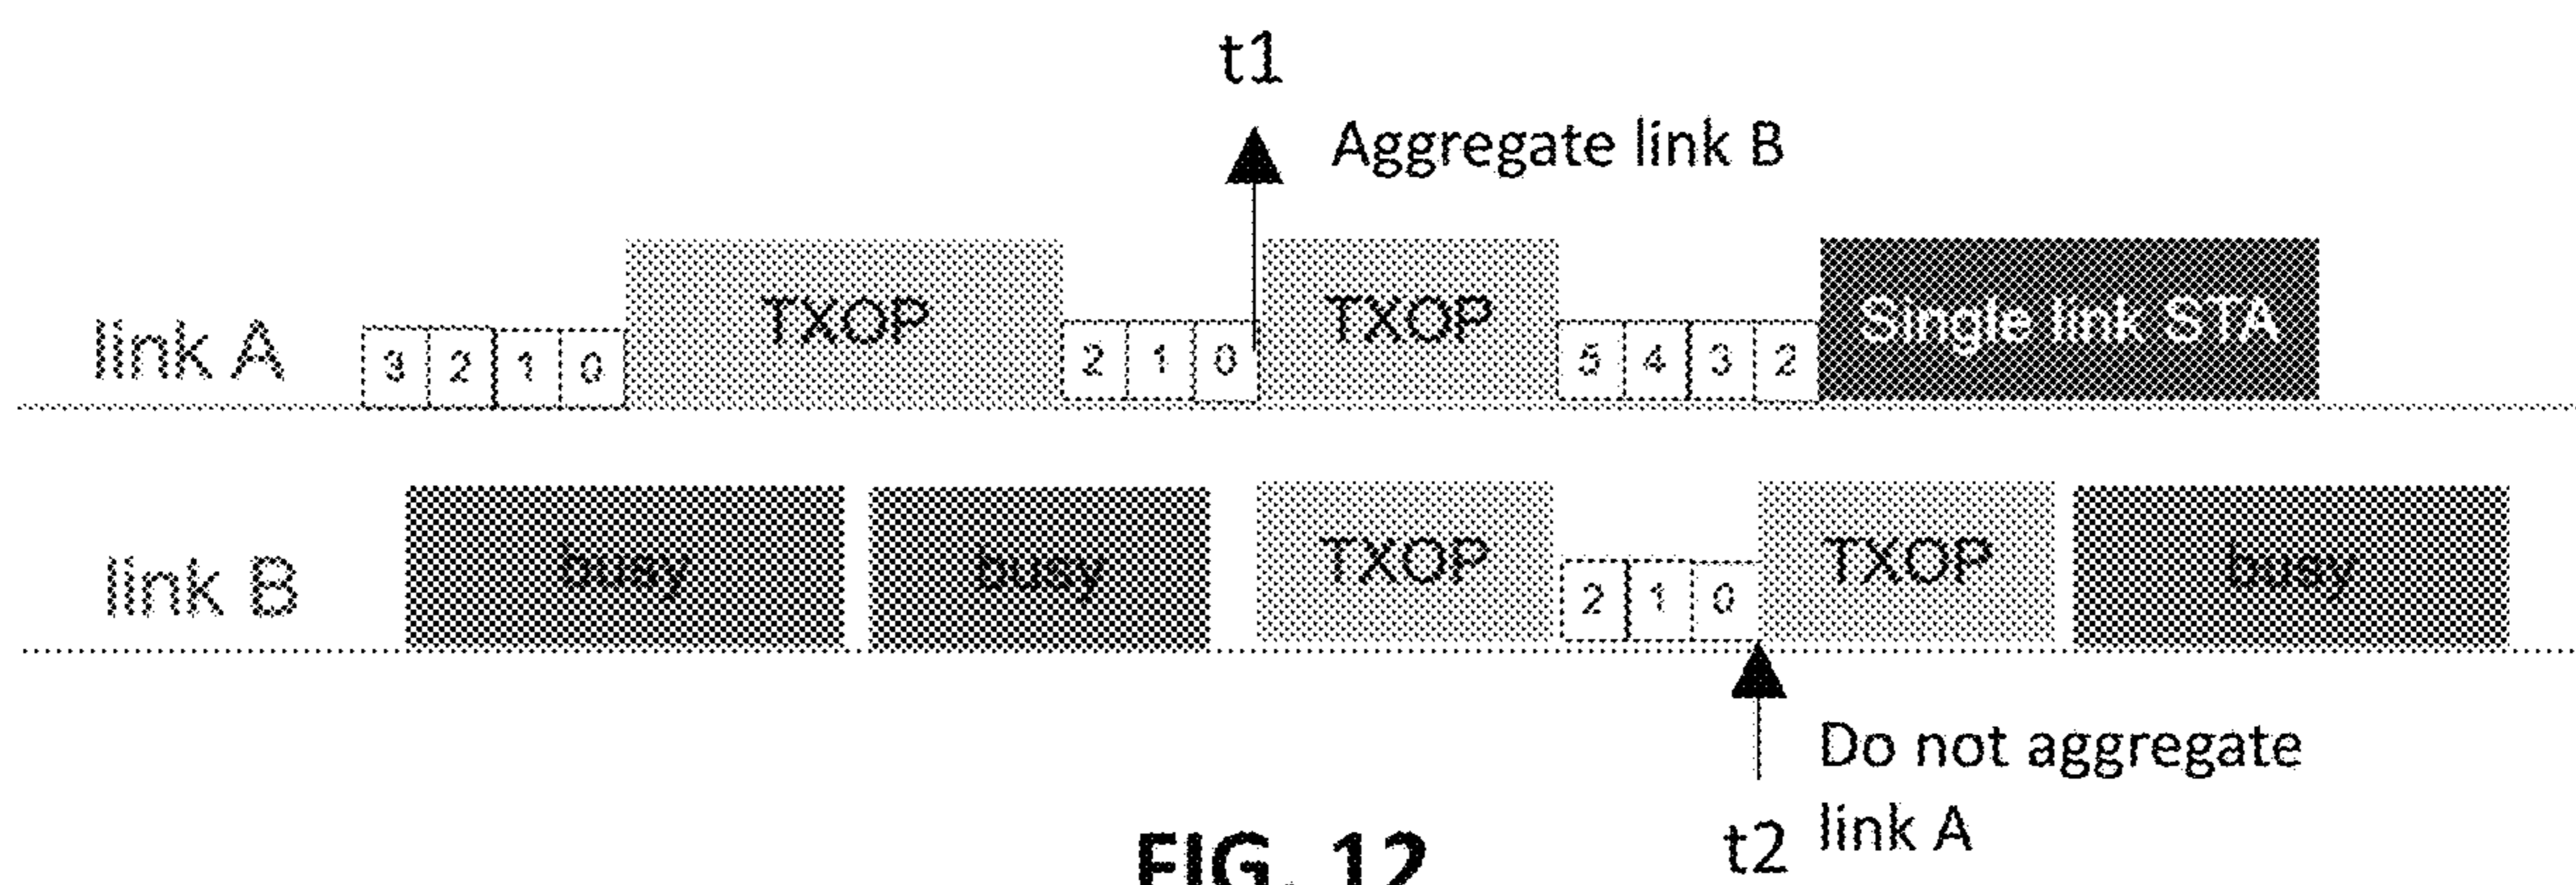 t1
Aggregate link B
link A
3 2 1 0
TXOP
2 1 0
TXOP
5 4 3 2
Single link STA
link B
busy
busy
TXOP
2 1 0
TXOP
busy
Do not aggregate
link A
t2
FIG. 12